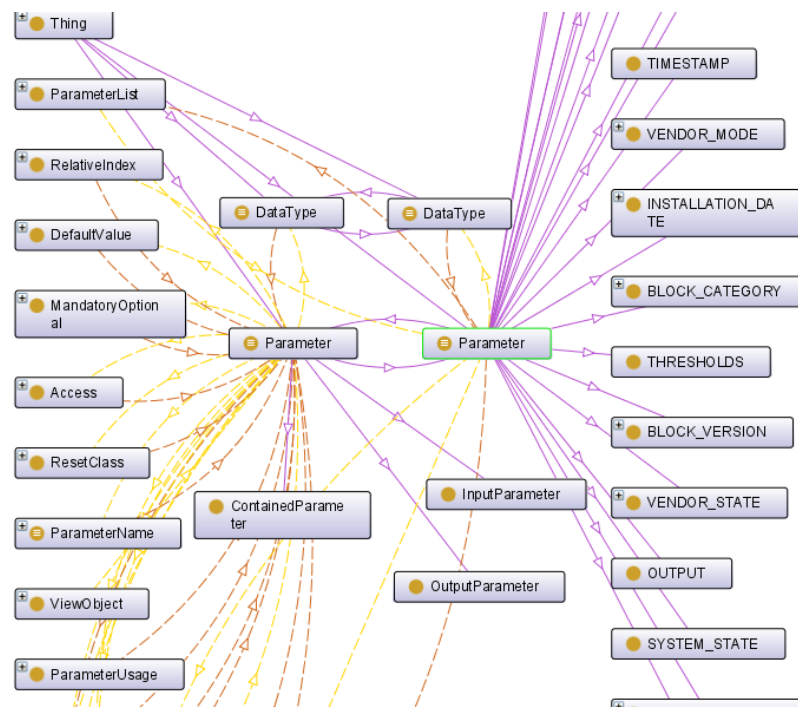 Thing
ParameterList
RelativeIndex
DefaultValue
MandatoryOption
al
Access
ResetClass
ParameterName
ViewObject
ParameterUsage
DataType
DataType
Parameter
Parameter
ContainedParame
ter
InputParameter
OutputParameter
TIMESTAMP
VENDOR_MODE
INSTALLATION_DA
TE
BLOCK_CATEGORY
THRESHOLDS
BLOCK_VERSION
VENDOR_STATE
OUTPUT
SYSTEM_STATE